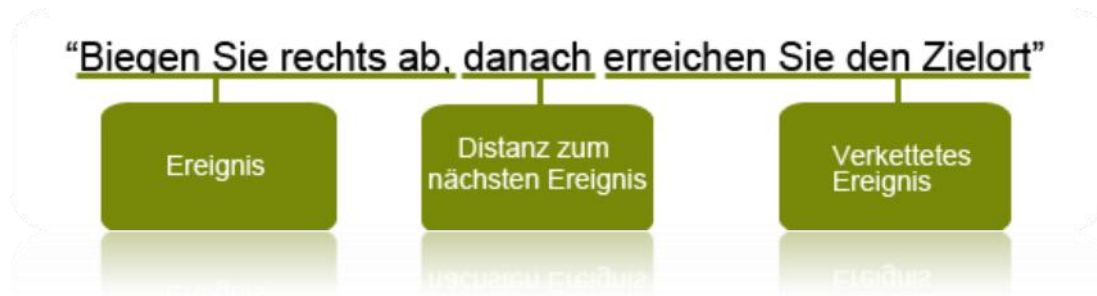 “Biegen Sie rechts ab, danach erreichen Sie den Zielort”
Ereignis
Distanz zum
nächsten Ereignis
Verkettetes
Ereignis